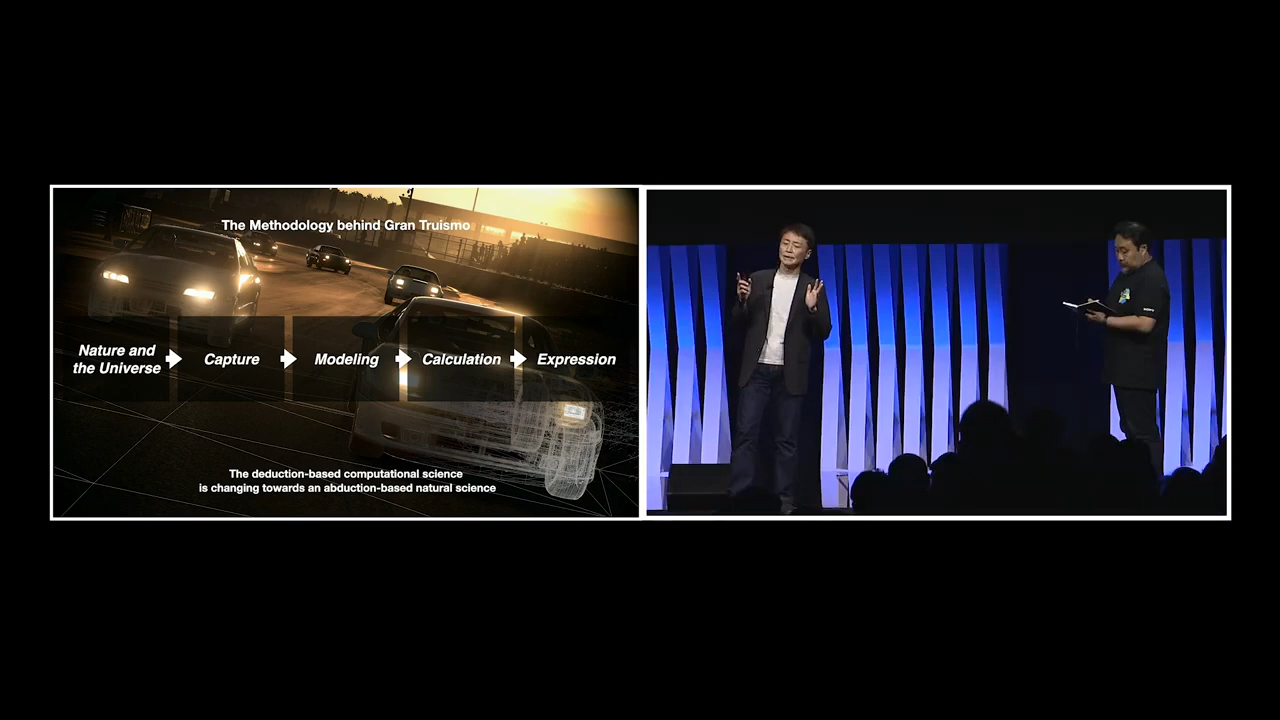 The Methodology behind Gran Truismo
Nature and
the Universe
Capture
Modeling
Calculation
Expression
The deduction-based computational science
is changing towards an abduction-based natural science